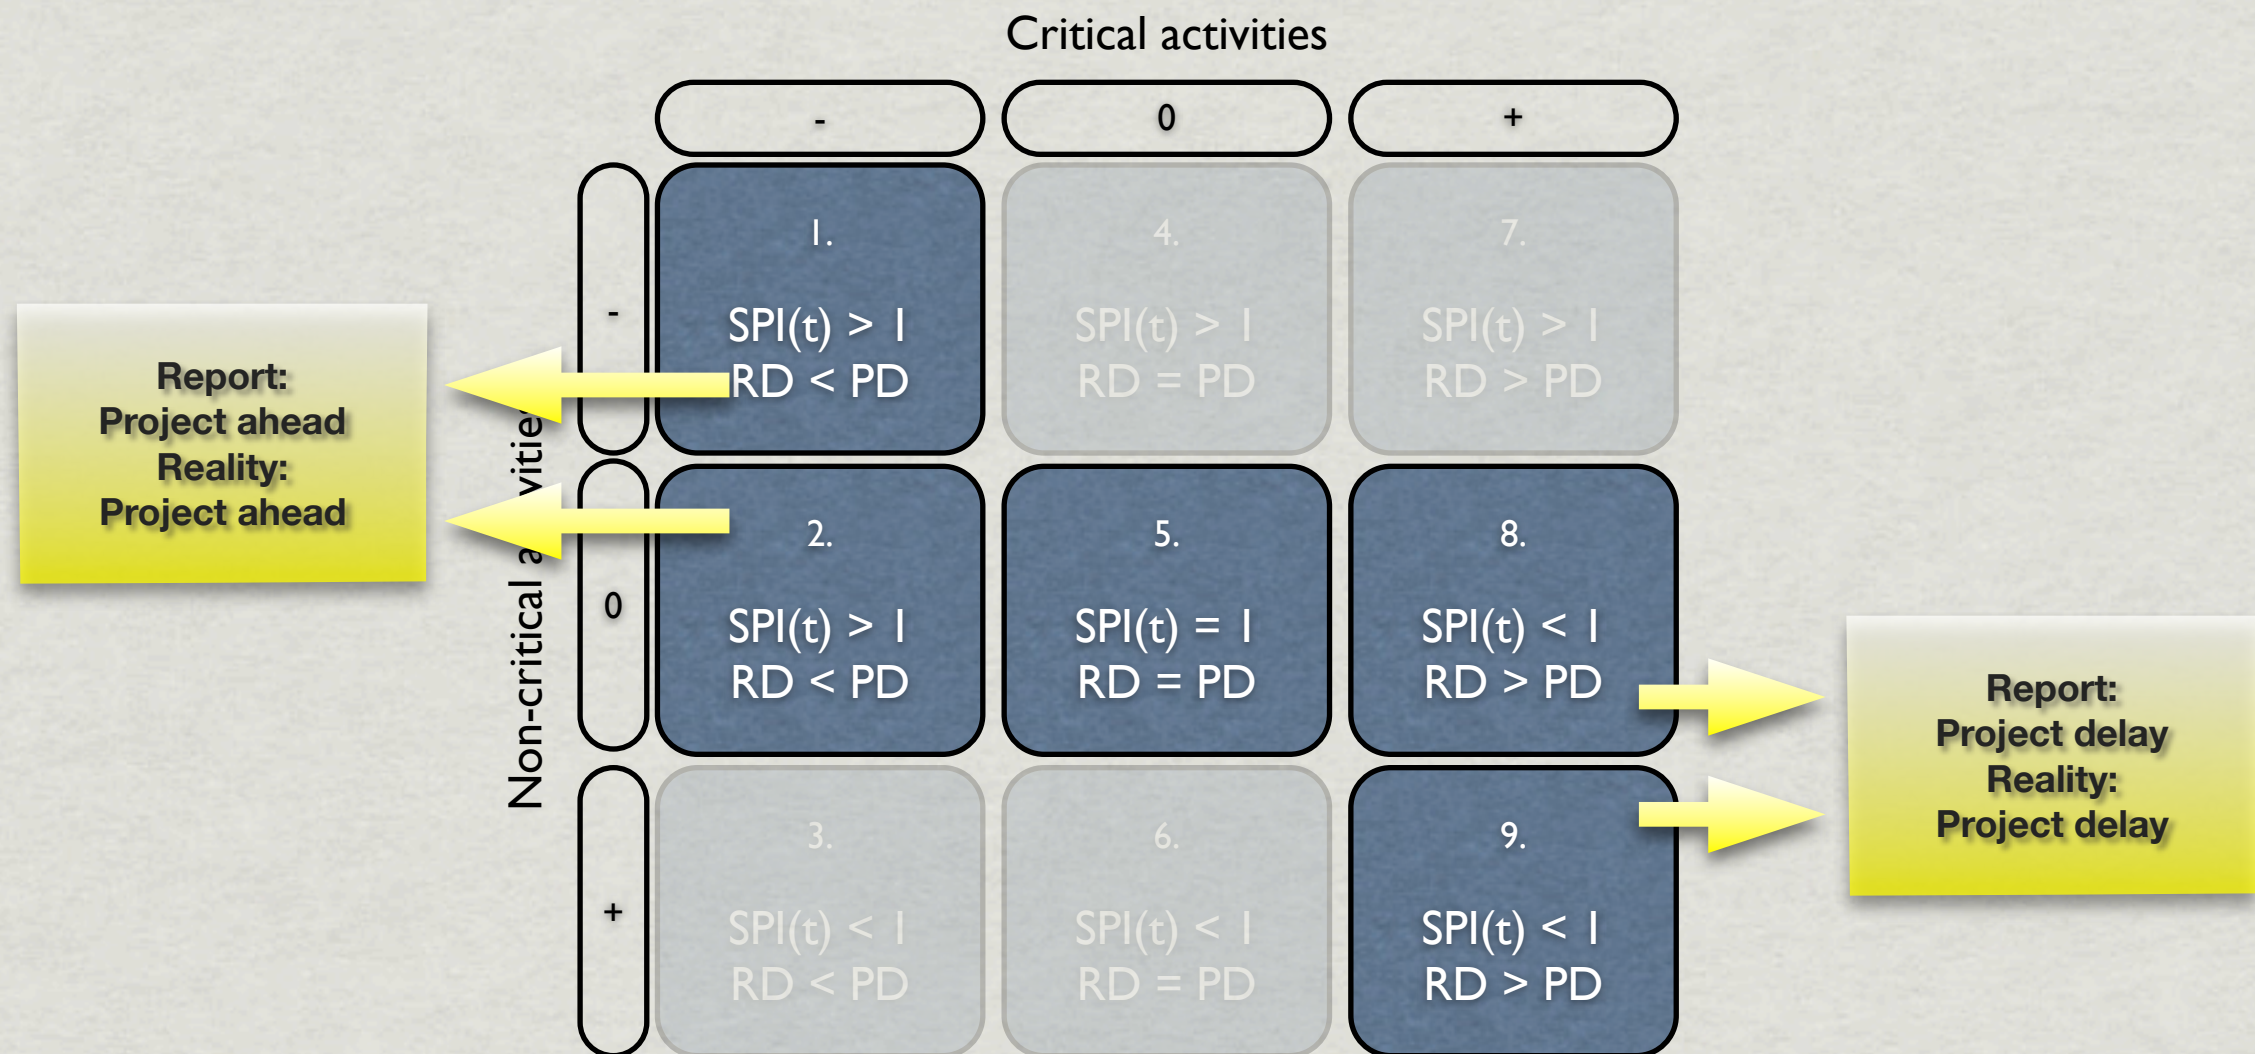 Critical activities
-
0
+
Non-critical activities
-
0
+
1.
SPI(t) > 1
RD < PD
4.
SPI(t) > 1
RD = PD
7.
SPI(t) > 1
RD > PD
2.
SPI(t) > 1
RD < PD
5.
SPI(t) = 1
RD = PD
8.
SPI(t) < 1
RD > PD
3.
SPI(t) < 1
RD < PD
6.
SPI(t) < 1
RD = PD
9.
SPI(t) < 1
RD > PD
Report:
Project ahead
Reality:
Project ahead
Report:
Project delay
Reality:
Project delay